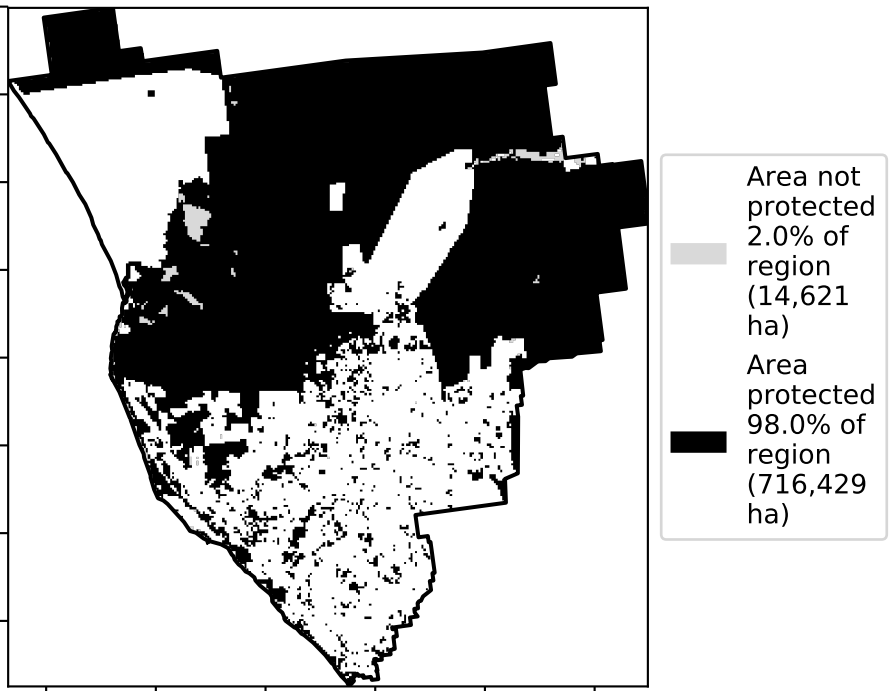 Area not
protected
2.0% of
region
(14,621
ha)
Area
protected
98.0% of
region
(716,429
ha)